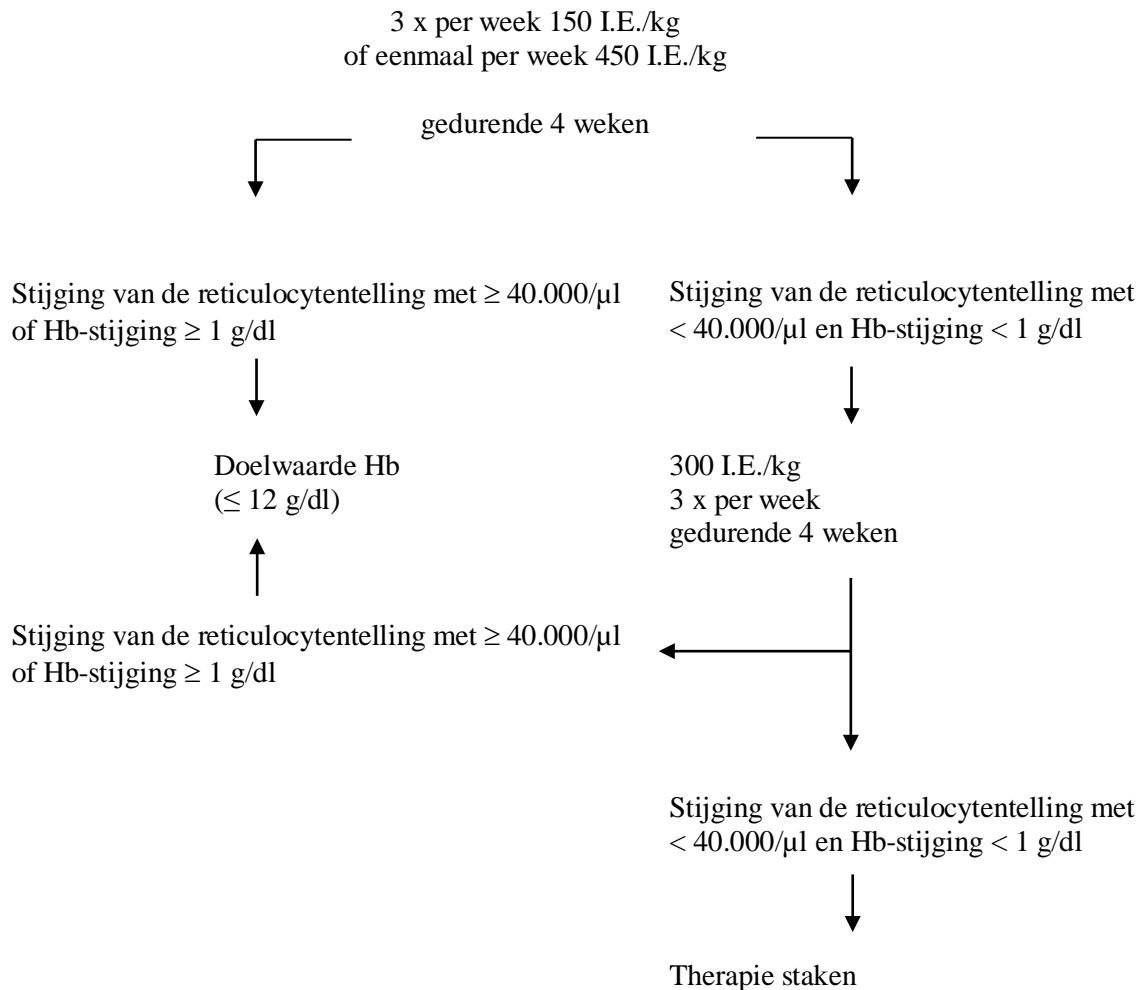 3 x per week 150 I.E./kg
of eenmaal per week 450 I.E./kg
gedurende 4 weken
Stijging van de reticulocytentelling met ≥ 40.000/µl
of Hb-stijging ≥ 1 g/dl
Stijging van de reticulocytentelling met
< 40.000/µl en Hb-stijging < 1 g/dl
Doelwaarde Hb
(≤ 12 g/dl)
300 I.E./kg
3 x per week
gedurende 4 weken
Stijging van de reticulocytentelling met ≥ 40.000/µl
of Hb-stijging ≥ 1 g/dl
Stijging van de reticulocytentelling met
< 40.000/µl en Hb-stijging < 1 g/dl
Therapie staken